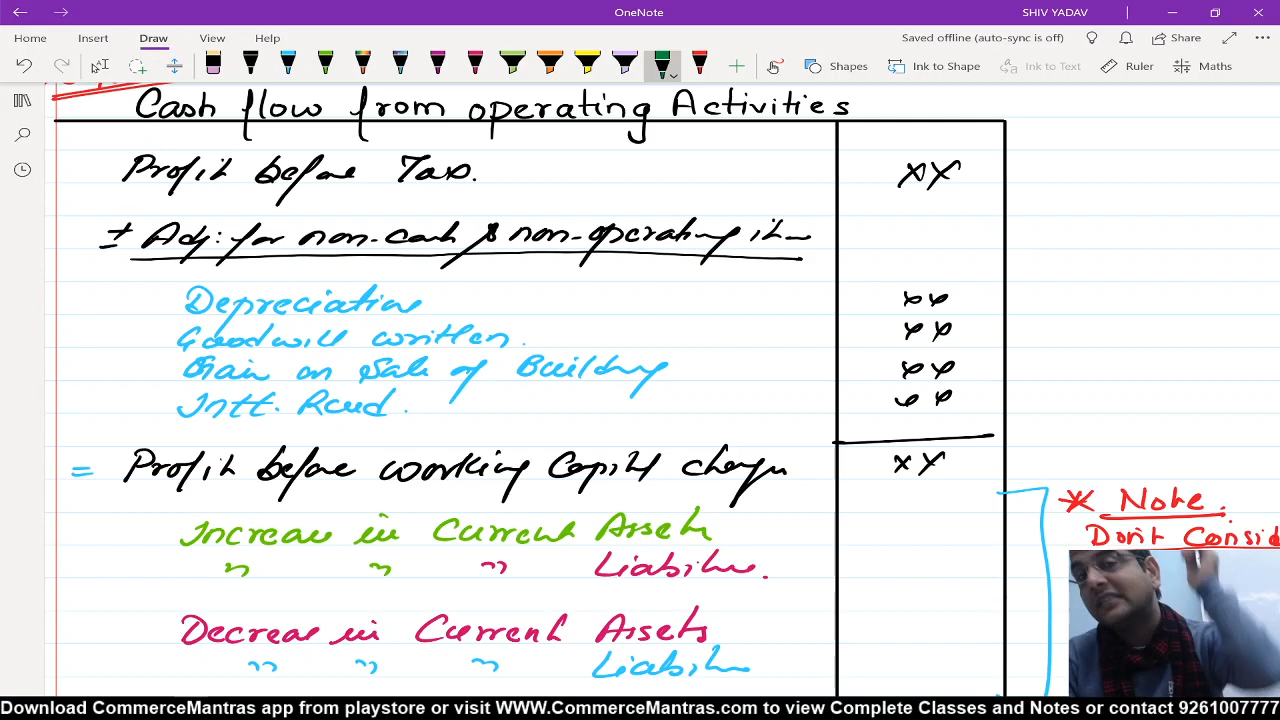 OneNote
SHIV YADAV
Home Insert Draw View Help
Saved offline (auto-sync is off)
Share
Shapes
Ink to Shape
Ink to Text
Ruler
Maths
Cash flow from operating Activities
Profit before Tax. XX
± Adj: for non-cash & non-operating item
Depreciation xx
Goodwill written. xx
Gain on Sale of Building xx
Intt. Recd. xx
= Profit before working Capital changes XX
Increase in Current Assets
" " " Liabilities.
Decrease in Current Assets
" " " Liabilities
* Note.
Don't Consid
Download CommerceMantras app from playstore or visit WWW.CommerceMantras.com to view Complete Classes and Notes or contact 9261007777